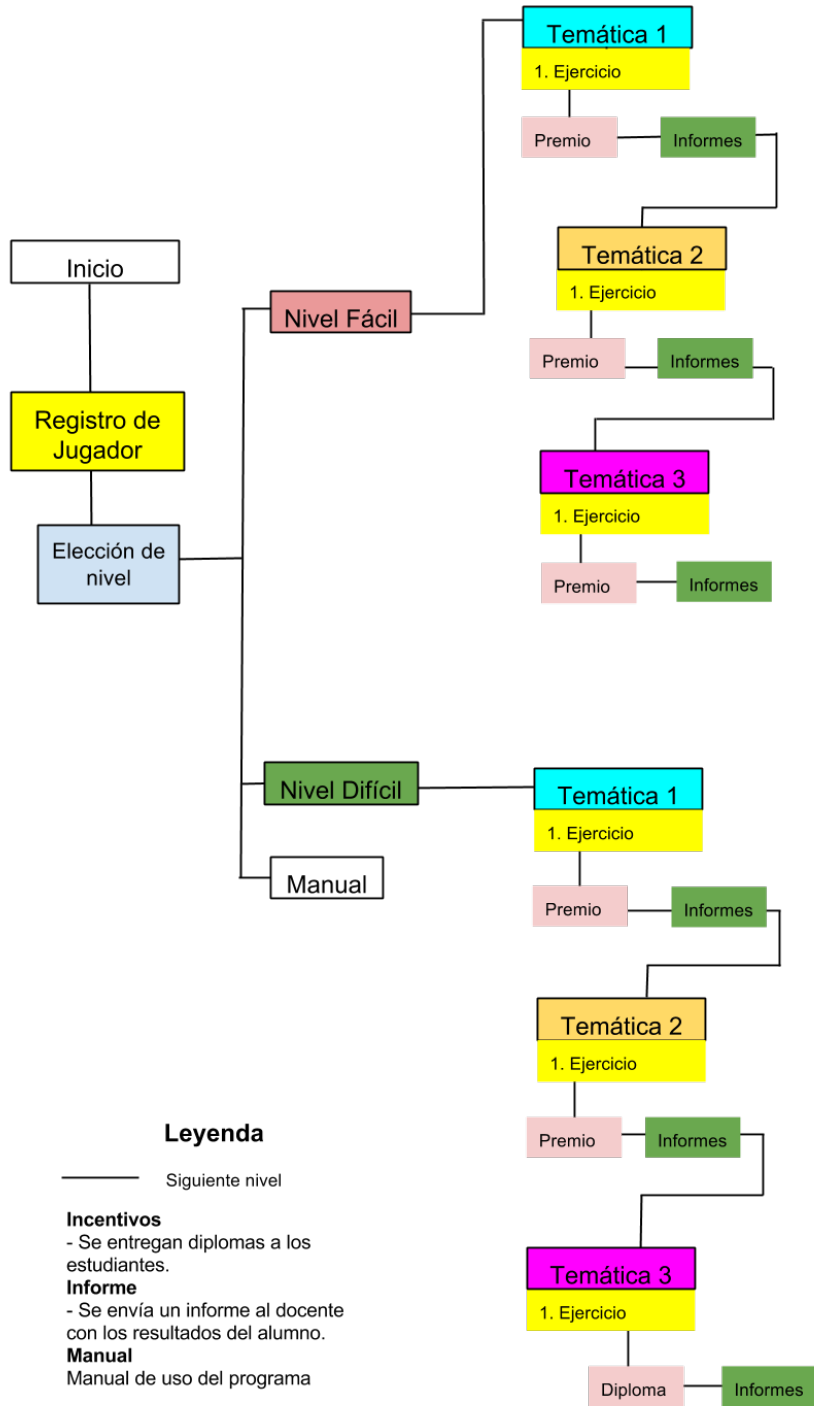 Inicio
Registro de
Jugador
Elección de
nivel
Nivel Fácil
Temática 1
1. Ejercicio
Premio
Informes
Temática 2
1. Ejercicio
Premio
Informes
Temática 3
1. Ejercicio
Premio
Informes
Nivel Difícil
Temática 1
1. Ejercicio
Premio
Informes
Temática 2
1. Ejercicio
Premio
Informes
Temática 3
1. Ejercicio
Diploma
Informes
Manual
Leyenda
Siguiente nivel
Incentivos
- Se entregan diplomas a los
estudiantes.
Informe
- Se envía un informe al docente
con los resultados del alumno.
Manual
Manual de uso del programa